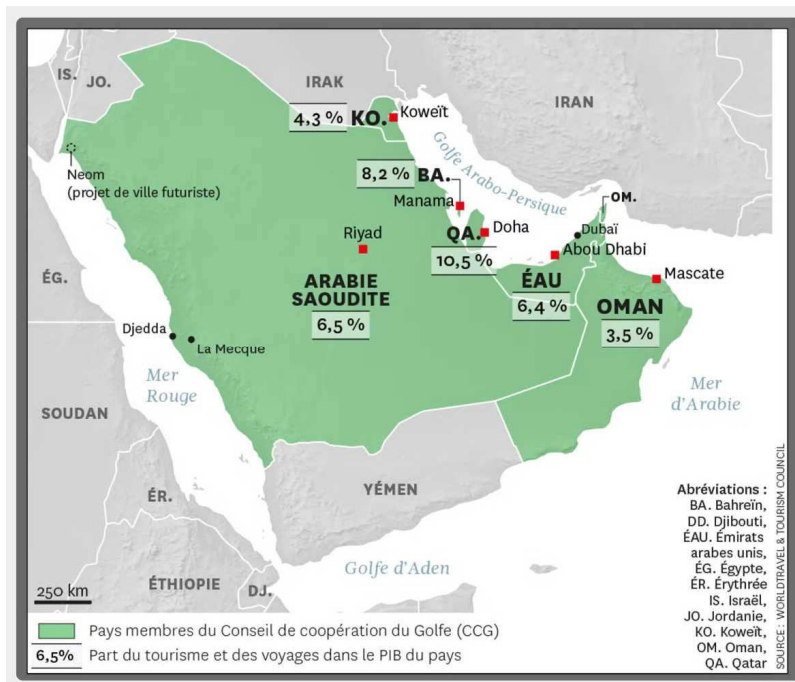 IS.
JO.
IRAK
IRAN
4,3 %
KO.
Koweït
Golfe Arabo-Persique
Neom
(projet de ville futuriste)
8,2 %
BA.
Manama
OM.
Riyad
QA.
Doha
Dubaï
Abou Dhabi
10,5 %
ÉG.
ARABIE
SAOUDITE
6,5 %
ÉAU
6,4 %
Mascate
OMAN
3,5 %
Djedda
La Mecque
Mer
Rouge
Mer
d'Arabie
SOUDAN
YÉMEN
ÉR.
ÉTHIOPIE
DJ.
Golfe d'Aden
250 km
Abréviations :
BA. Bahreïn,
DD. Djibouti,
ÉAU. Émirats
arabes unis,
ÉG. Égypte,
ÉR. Érythrée
IS. Israël,
JO. Jordanie,
KO. Koweït,
OM. Oman,
QA. Qatar
SOURCE : WORLDTRAVEL & TOURISM COUNCIL
Pays membres du Conseil de coopération du Golfe (CCG)
6,5% Part du tourisme et des voyages dans le PIB du pays